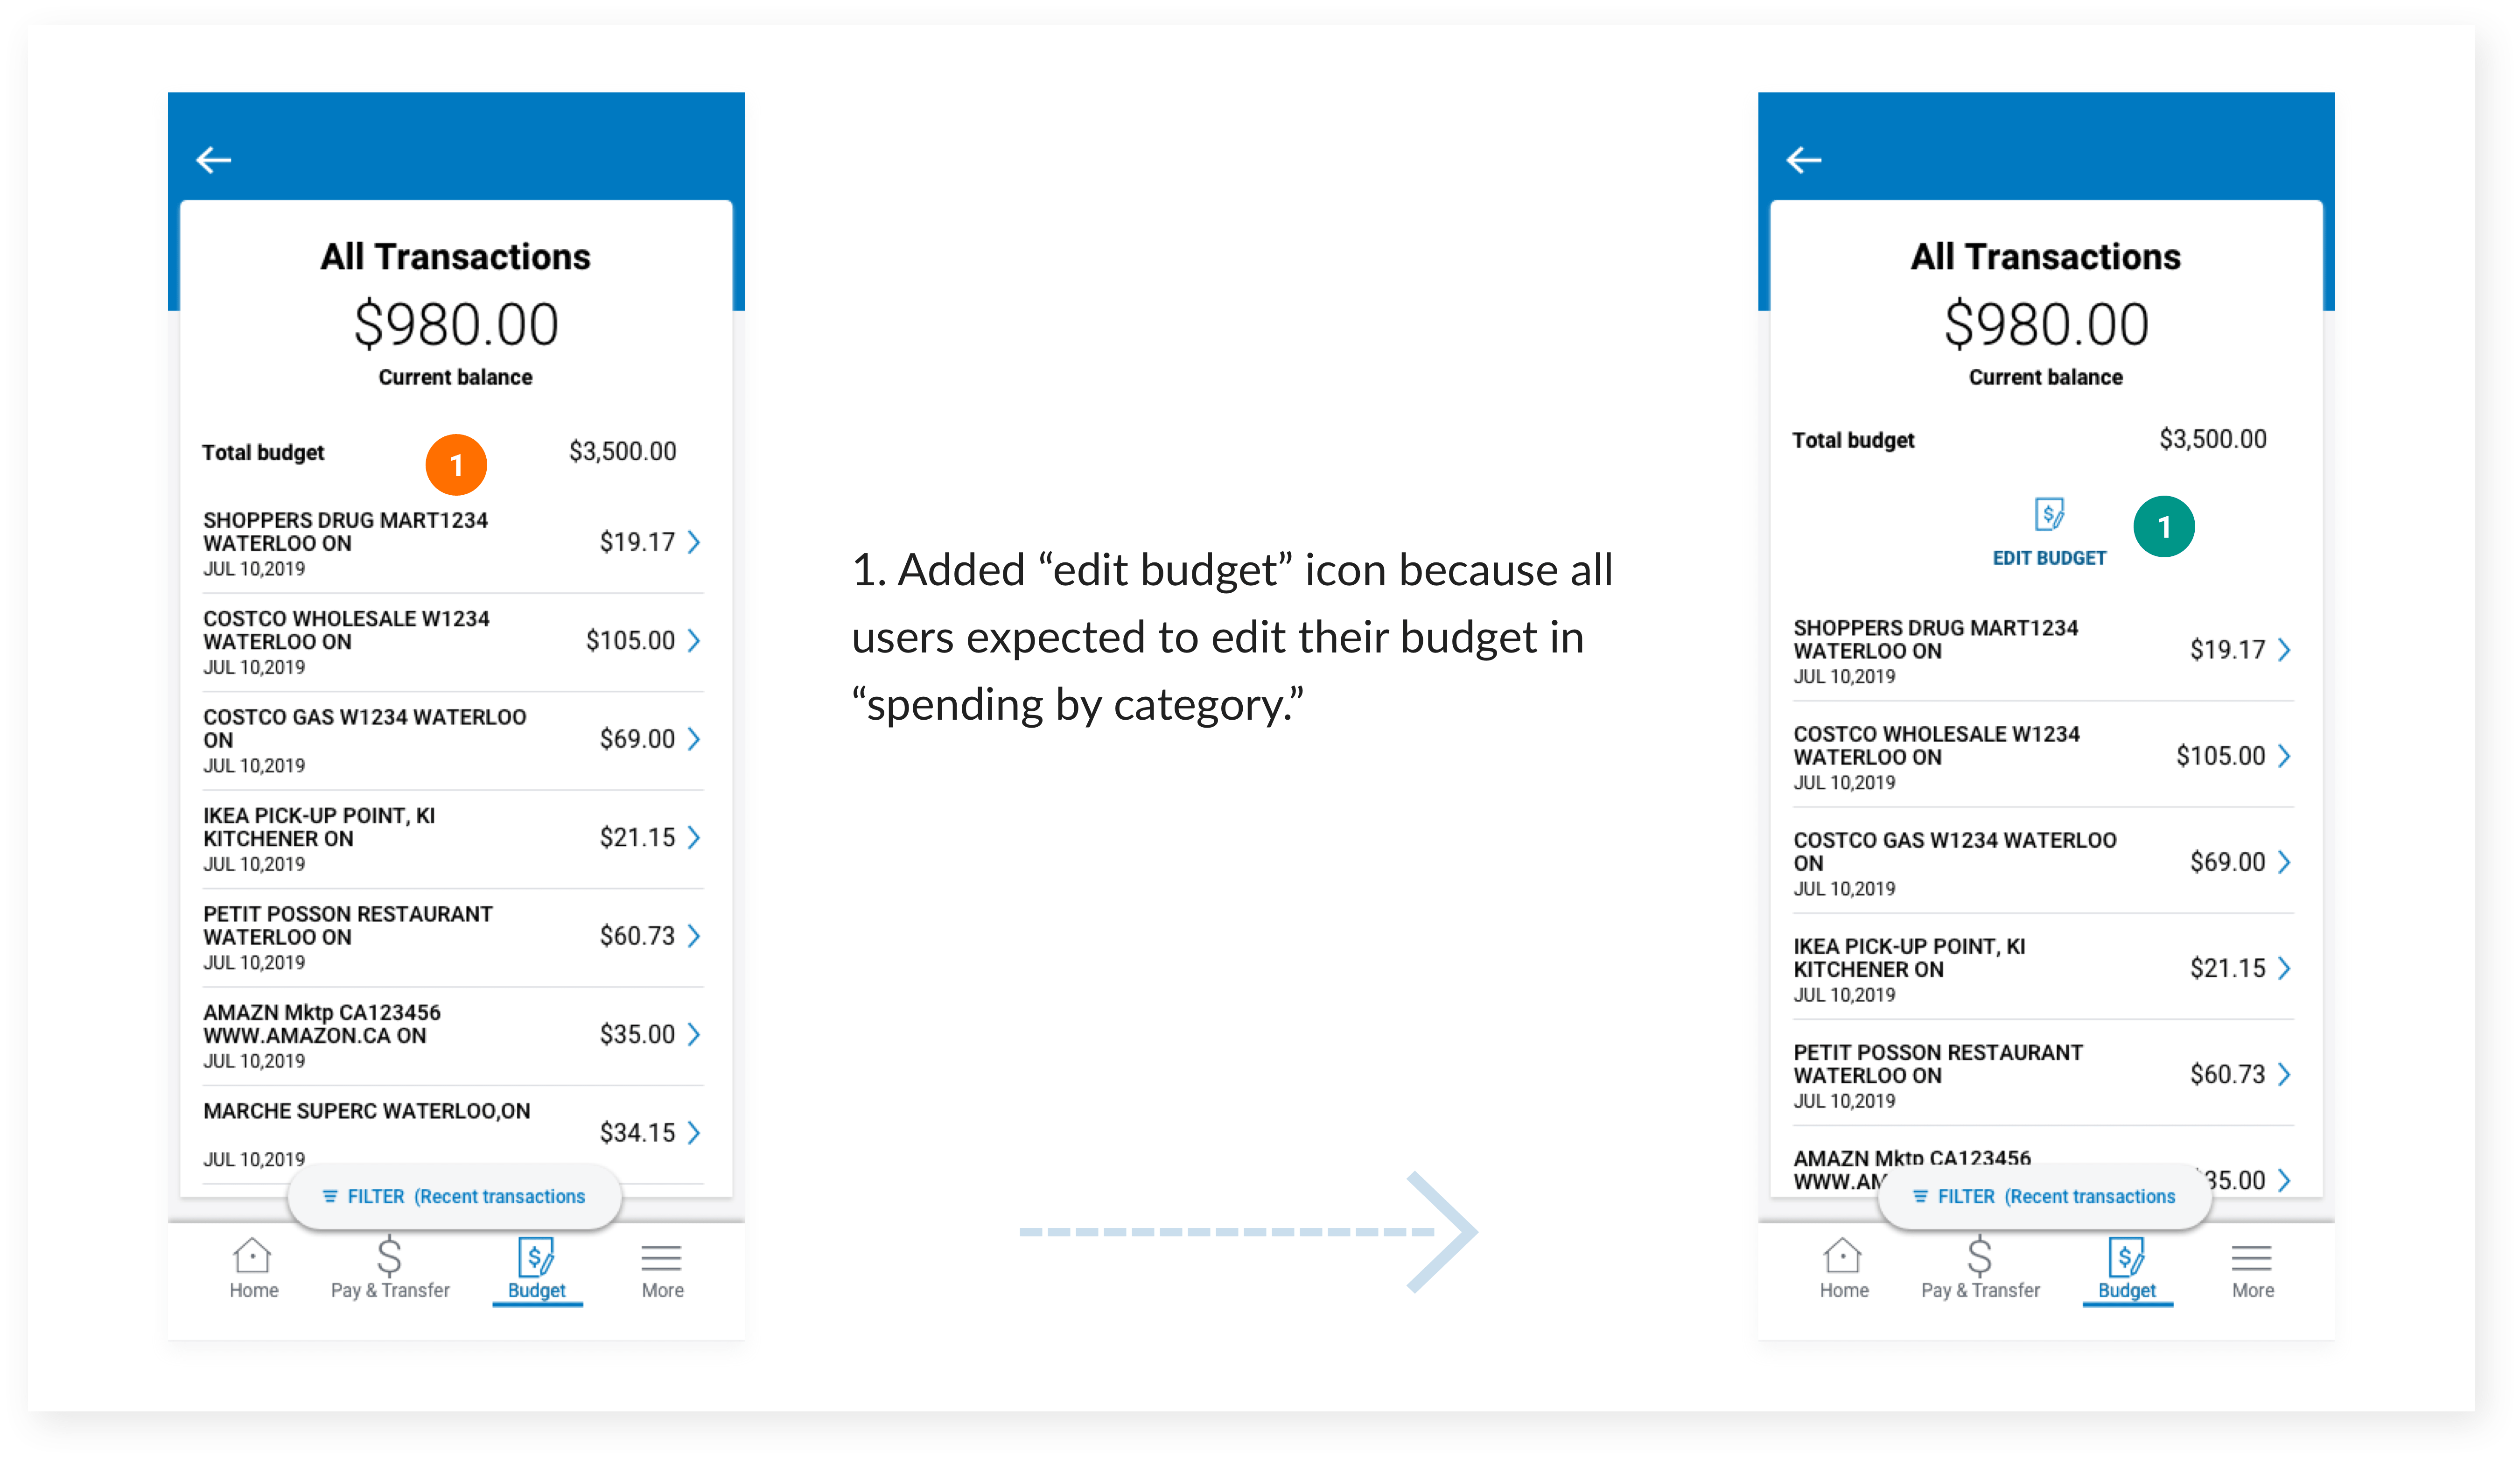 All Transactions
$980.00
Current balance
Total budget
1
$3,500.00
SHOPPERS DRUG MART1234
WATERLOO ON
JUL 10,2019
$19.17
COSTCO WHOLESALE W1234
WATERLOO ON
JUL 10,2019
$105.00
COSTCO GAS W1234 WATERLOO
ON
JUL 10,2019
$69.00
IKEA PICK-UP POINT, KI
KITCHENER ON
JUL 10,2019
$21.15
PETIT POSSON RESTAURANT
WATERLOO ON
JUL 10,2019
$60.73
AMAZN Mktp CA123456
WWW.AMAZON.CA ON
JUL 10,2019
$35.00
MARCHE SUPERC WATERLOO,ON
JUL 10,2019
$34.15
FILTER (Recent transactions
Home
Pay & Transfer
Budget
More
1. Added “edit budget” icon because all
users expected to edit their budget in
“spending by category.”
All Transactions
$980.00
Current balance
Total budget
$3,500.00
EDIT BUDGET
1
SHOPPERS DRUG MART1234
WATERLOO ON
JUL 10,2019
$19.17
COSTCO WHOLESALE W1234
WATERLOO ON
JUL 10,2019
$105.00
COSTCO GAS W1234 WATERLOO
ON
JUL 10,2019
$69.00
IKEA PICK-UP POINT, KI
KITCHENER ON
JUL 10,2019
$21.15
PETIT POSSON RESTAURANT
WATERLOO ON
JUL 10,2019
$60.73
AMAZN Mktp CA123456
WWW.AM
35.00
FILTER (Recent transactions
Home
Pay & Transfer
Budget
More